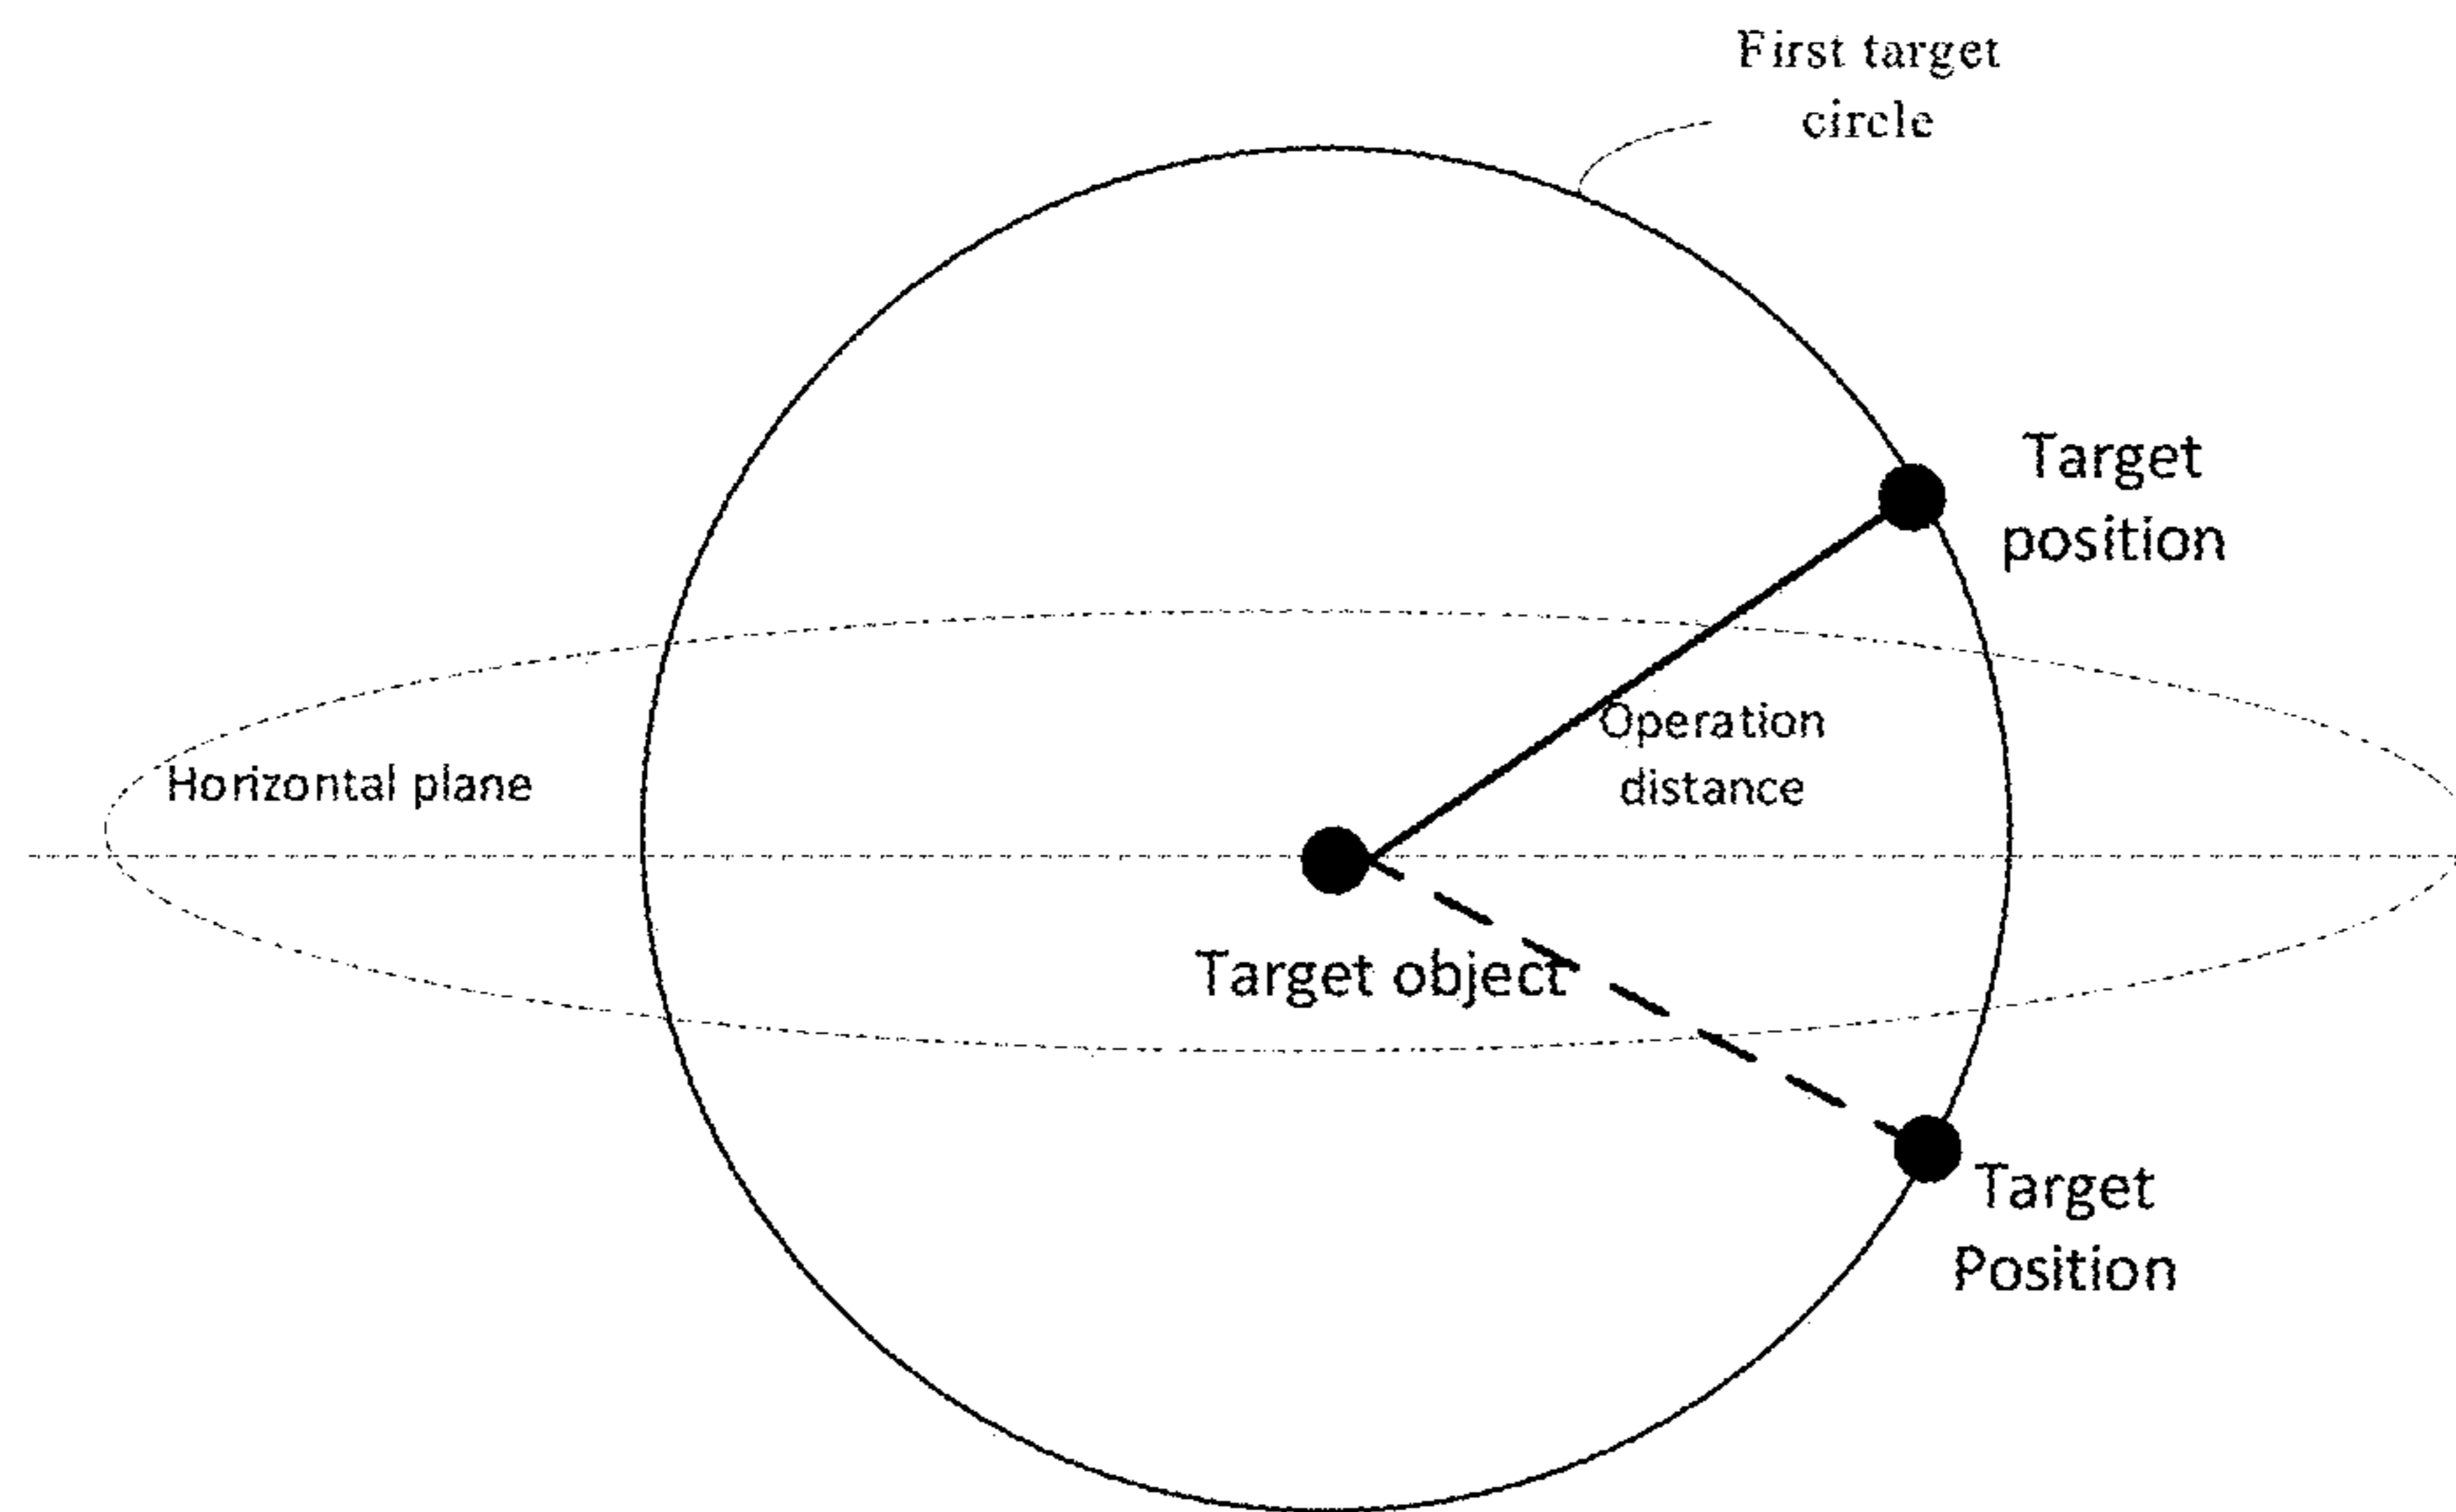 First target
circle
Target
position
Operation
distance
Horizontal plane
Target object
Target
Position